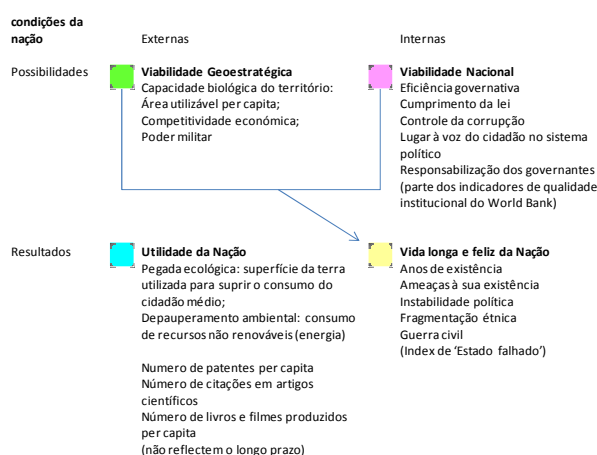 condições da
nação
Externas
Internas
Possibilidades
Viabilidade Geoestratégica
Capacidade biológica do território:
Área utilizável per capita;
Competitividade económica;
Poder militar
Viabilidade Nacional
Eficiência governativa
Cumprimento da lei
Controle da corrupção
Lugar à voz do cidadão no sistema
político
Responsabilização dos governantes
(parte dos indicadores de qualidade
institucional do World Bank)
Resultados
Utilidade da Nação
Pegada ecológica: superfície da terra
utilizada para suprir o consumo do
cidadão médio;
Depauperamento ambiental: consumo
de recursos não renováveis (energia)
Numero de patentes per capita
Número de citações em artigos
científicos
Número de livros e filmes produzidos
per capita
(não reflectem o longo prazo)
Vida longa e feliz da Nação
Anos de existência
Ameaças à sua existência
Instabilidade política
Fragmentação étnica
Guerra civil
(Index de ‘Estado falhado’)